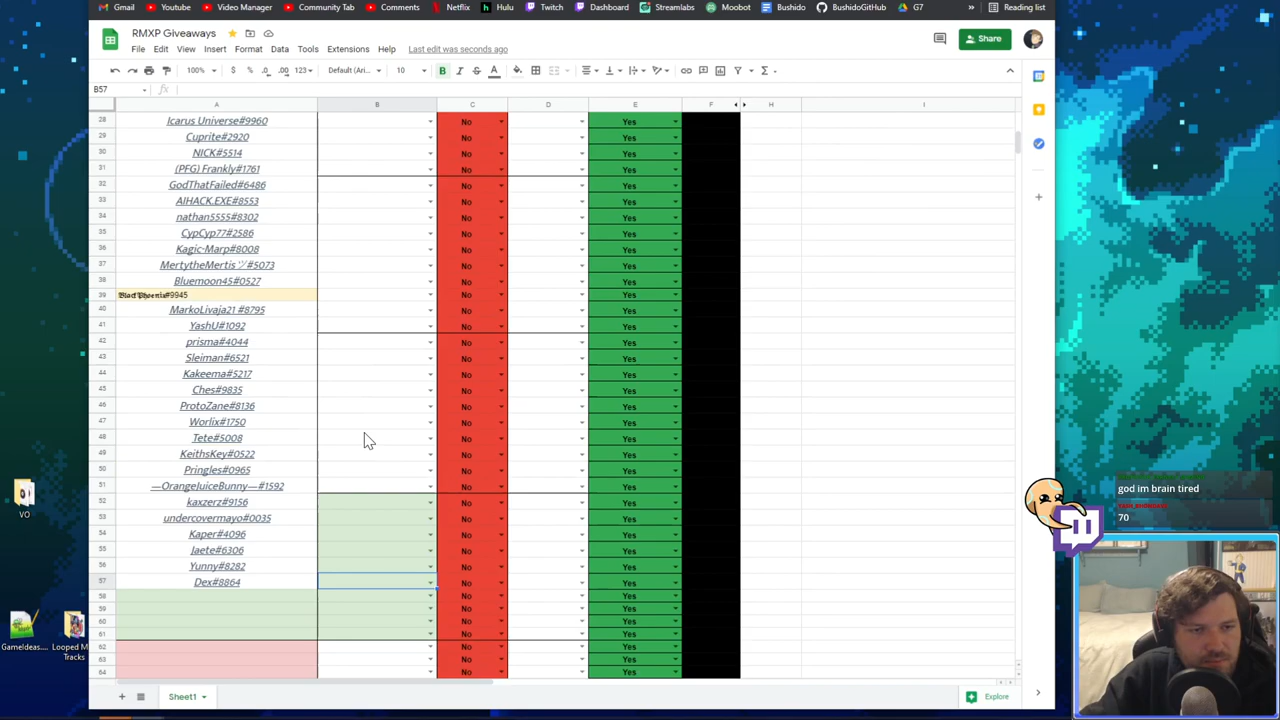 Gmail Youtube Video Manager Community Tab Comments Netflix Hulu Twitch Dashboard Streamlabs Moobot Bushido BushidoGitHub G7 » Reading list
RMXP Giveaways
File Edit View Insert Format Data Tools Extensions Help Last edit was seconds ago
Share
100% $ % .0 .00 123 Default (Ari... 10 B I S A
B57 fx
A B C D E F H I
28 Icarus Universe#9960 No Yes
29 Cuprite#2920 No Yes
30 NICK#5514 No Yes
31 (PFG) Frankly#1761 No Yes
32 GodThatFailed#6486 No Yes
33 AIHACK.EXE#8553 No Yes
34 nathan5555#8302 No Yes
35 CypCyp77#2586 No Yes
36 Kagic-Marp#8008 No Yes
37 MertytheMertis ツ#5073 No Yes
38 Bluemoon45#0527 No Yes
39 No Yes
40 MarkoLivaja21 #8795 No Yes
41 YashU#1092 No Yes
42 prisma#4044 No Yes
43 Sleiman#6521 No Yes
44 Kakeema#5217 No Yes
45 Ches#9835 No Yes
46 ProtoZane#8136 No Yes
47 Worlix#1750 No Yes
48 Tete#5008 No Yes
49 KeithsKey#0522 No Yes
50 Pringles#0965 No Yes
51 —OrangeJuiceBunny—#1592 No Yes
52 kaxzerz#9156 No Yes
53 undercovermayo#0035 No Yes
54 Kaper#4096 No Yes
55 Jaete#6306 No Yes
56 Yunny#8282 No Yes
57 Dex#8864 No Yes
58 No Yes
59 No Yes
60 No Yes
61 No Yes
62 No Yes
63 No Yes
64 No Yes
Sheet1
Explore
VO
GameIdeas....
Looped M...
Tracks
god im brain tired
70